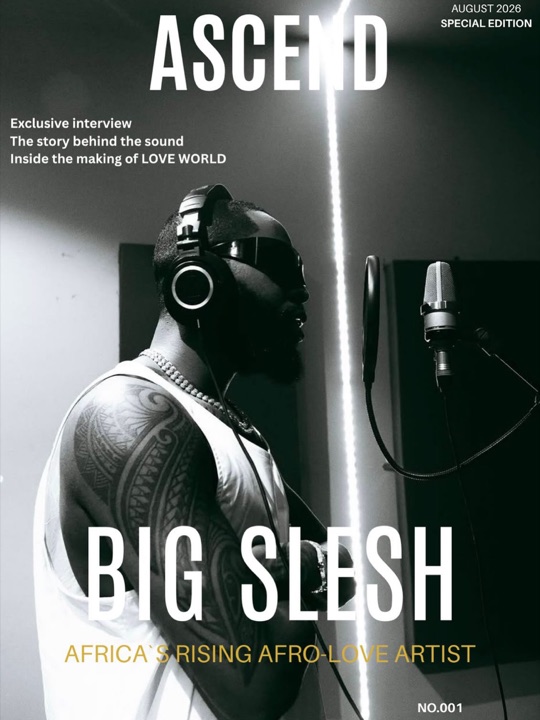 AUGUST 2026
SPECIAL EDITION
ASCEND
Exclusive interview
The story behind the sound
Inside the making of LOVE WORLD
BIG SLESH
AFRICA`S RISING AFRO-LOVE ARTIST
NO.001